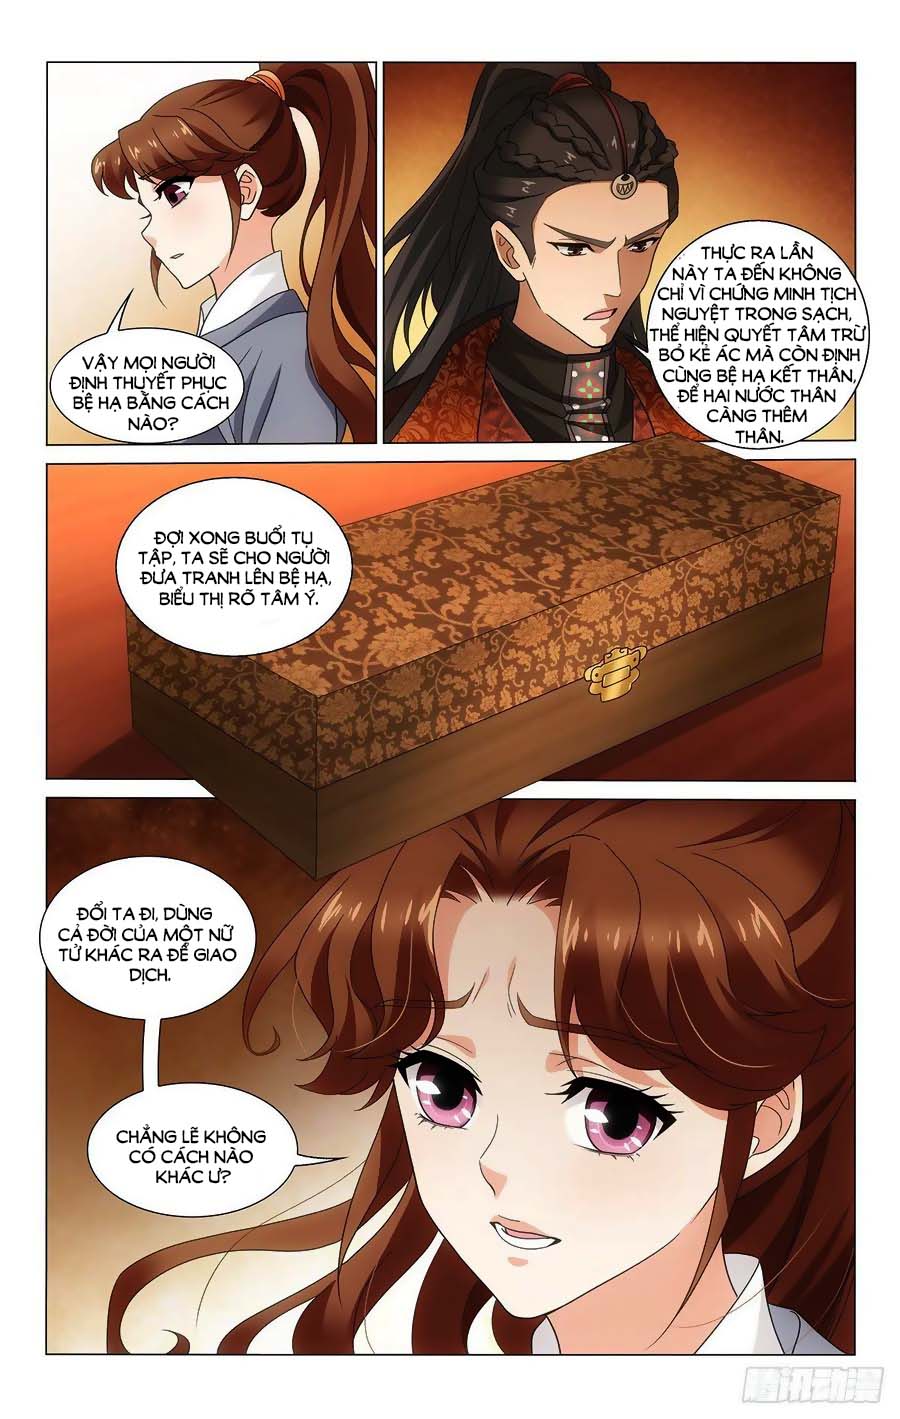 VẬY MỌI NGƯỜI
ĐỊNH THUYẾT PHỤC
BỆ HẠ BẰNG CÁCH
NÀO?
THỰC RA LẦN
NÀY TA ĐẾN KHÔNG
CHỈ VÌ CHỨNG MINH TỊCH
NGUYỆT TRONG SẠCH,
THỂ HIỆN QUYẾT TÂM TRỪ
BỎ KẺ ÁC MÀ CÒN ĐỊNH
CÙNG BỆ HẠ KẾT THÂN,
ĐỂ HAI NƯỚC THÂN
CÀNG THÊM
THÂN.
ĐỢI XONG BUỔI TỤ
TẬP, TA SẼ CHO NGƯỜI
ĐƯA TRANH LÊN BỆ HẠ,
BIỂU THỊ RÕ TÂM Ý.
ĐỔI TA ĐI, DÙNG
CẢ ĐỜI CỦA MỘT NỮ
TỬ KHÁC RA ĐỂ GIAO
DỊCH.
CHẲNG LẼ KHÔNG
CÓ CÁCH NÀO
KHÁC Ư?
腾讯动漫